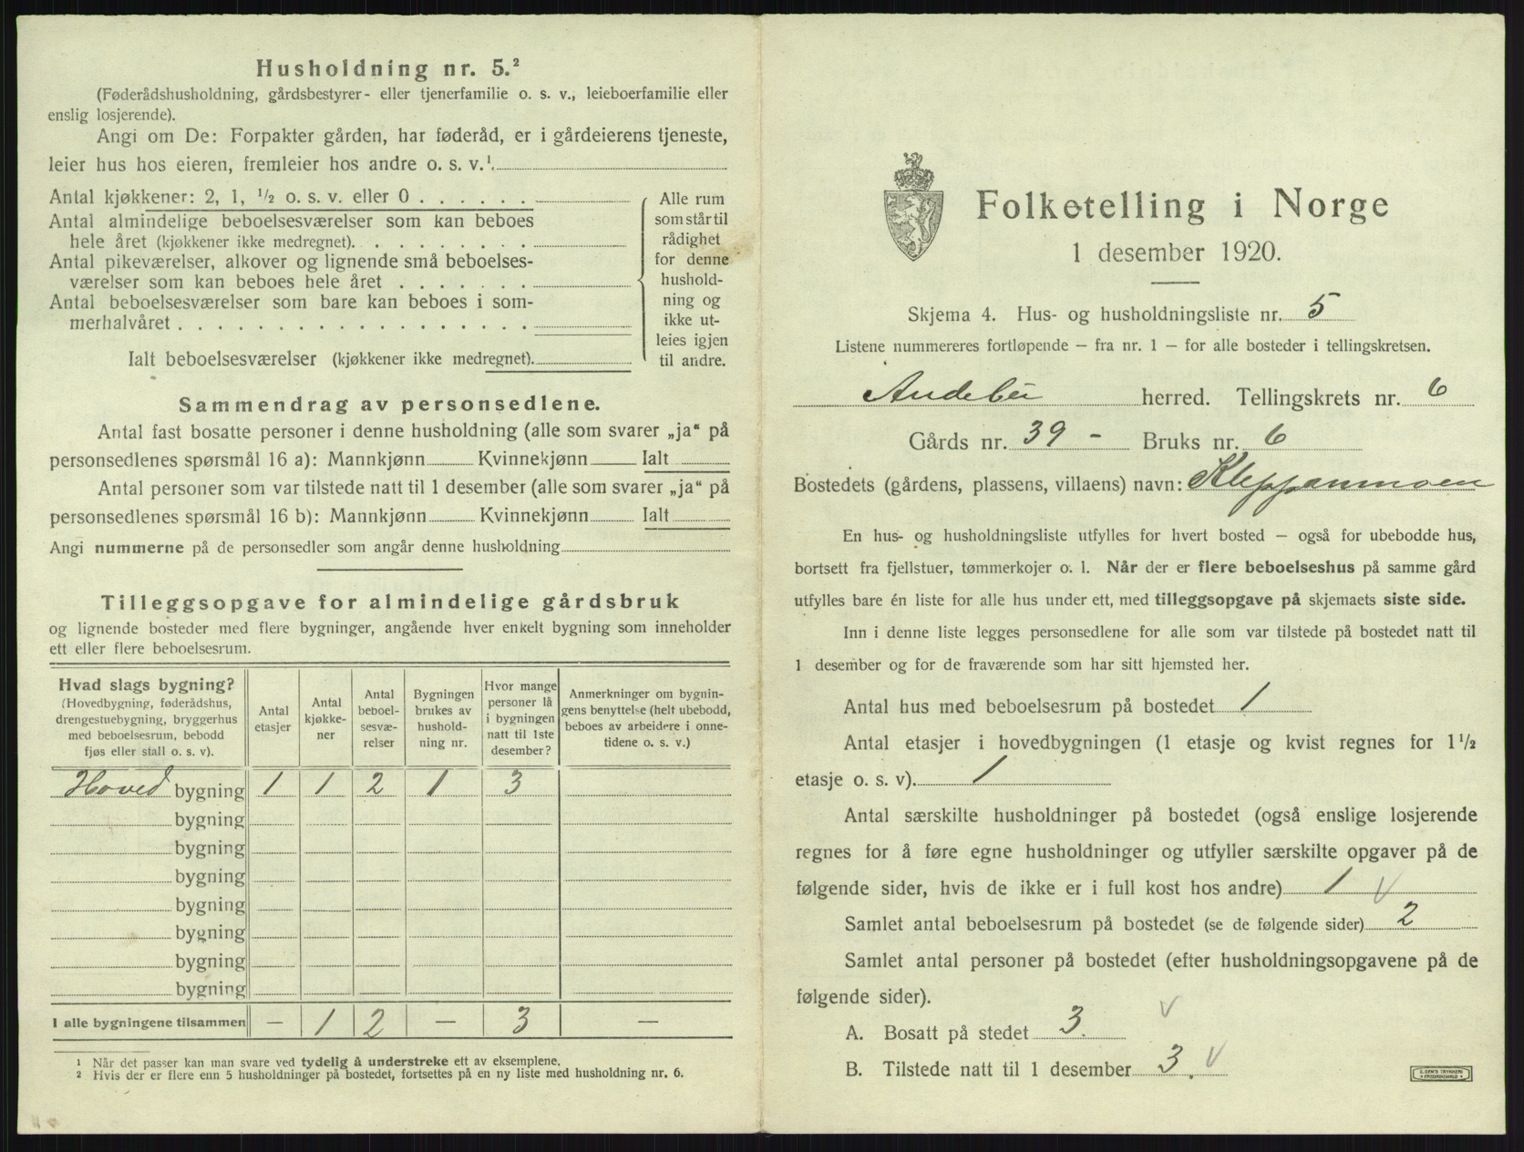 Husholdning nr. 5.²
(Føderådshusholdning, gårdsbestyrer- eller tjenerfamilie o. s. v., leieboerfamilie eller
enslig losjerende).
Angi om De: Forpakter gården, har føderåd, er i gårdeierens tjeneste,
leier hus hos eieren, fremleier hos andre o. s. v.¹.
Antal kjøkkener: 2, 1, ½ o. s. v. eller 0 . . . . . .
Antal almindelige beboelsesværelser som kan beboes
hele året (kjøkkener ikke medregnet). . . . . . . . .
Antal pikeværelser, alkover og lignende små beboelses-
værelser som kan beboes hele året . . . . . . .
Antal beboelsesværelser som bare kan beboes i som-
merhalvåret . . . . . . . . . . . . . . . . . .
Ialt beboelsesværelser (kjøkkener ikke medregnet).
Alle rum
som står til
rådighet
for denne
hushold-
ning og
ikke ut-
leies igjen
til andre.
Sammendrag av personsedlene.
Antal fast bosatte personer i denne husholdning (alle som svarer „ja“ på
personsedlenes spørsmål 16 a): Mannkjønn Kvinnekjønn Ialt
Antal personer som var tilstede natt til 1 desember (alle som svarer „ja“ på
personsedlenes spørsmål 16 b): Mannkjønn Kvinnekjønn Ialt
Angi nummerne på de personsedler som angår denne husholdning
Tilleggsopgave for almindelige gårdsbruk
og lignende bosteder med flere bygninger, angående hver enkelt bygning som inneholder
ett eller flere beboelsesrum.
Hvad slags bygning?
(Hovedbygning, føderådshus,
drengestuebygning, bryggerhus
med beboelsesrum, bebodd
fjøs eller stall o. s. v).
Antal
etasjer
Antal
kjøkke-
ner
Antal
beboel-
sesvæ-
relser
Bygningen
brukes av
hushold-
ning nr.
Hvor mange
personer lå
i bygningen
natt til 1ste
desember?
Anmerkninger om bygnin-
gens benyttelse (helt ubebodd,
beboes av arbeidere i onne-
tidene o. s. v.)
Hoved bygning 1 1 2 1 3
bygning
bygning
bygning
bygning
bygning
bygning
bygning
I alle bygningene tilsammen — 1 2 — 3 —
¹ Når det passer kan man svare ved tydelig å understreke ett av eksemplene.
² Hvis der er flere enn 5 husholdninger på bostedet, fortsettes på en ny liste med husholdning nr. 6.
Folketelling i Norge
1 desember 1920.
Skjema 4. Hus- og husholdningsliste nr. 5
Listene nummereres fortløpende — fra nr. 1 — for alle bosteder i tellingskretsen.
Andebu herred. Tellingskrets nr. 6
Gårds nr. 39 - Bruks nr. 6
Bostedets (gårdens, plassens, villaens) navn: Kleppanmoen
En hus- og husholdningsliste utfylles for hvert bosted — også for ubebodde hus,
bortsett fra fjellstuer, tømmerkojer o. l. Når der er flere beboelseshus på samme gård
utfylles bare én liste for alle hus under ett, med tilleggsopgave på skjemaets siste side.
Inn i denne liste legges personsedlene for alle som var tilstede på bostedet natt til
1 desember og for de fraværende som har sitt hjemsted her.
Antal hus med beboelsesrum på bostedet 1
Antal etasjer i hovedbygningen (1 etasje og kvist regnes for 1½
etasje o. s. v). 1
Antal særskilte husholdninger på bostedet (også enslige losjerende
regnes for å føre egne husholdninger og utfyller særskilte opgaver på de
følgende sider, hvis de ikke er i full kost hos andre) 1 v
Samlet antal beboelsesrum på bostedet (se de følgende sider) 2
Samlet antal personer på bostedet (efter husholdningsopgavene på de
følgende sider). v
A. Bosatt på stedet 3.
B. Tilstede natt til 1 desember 3. v